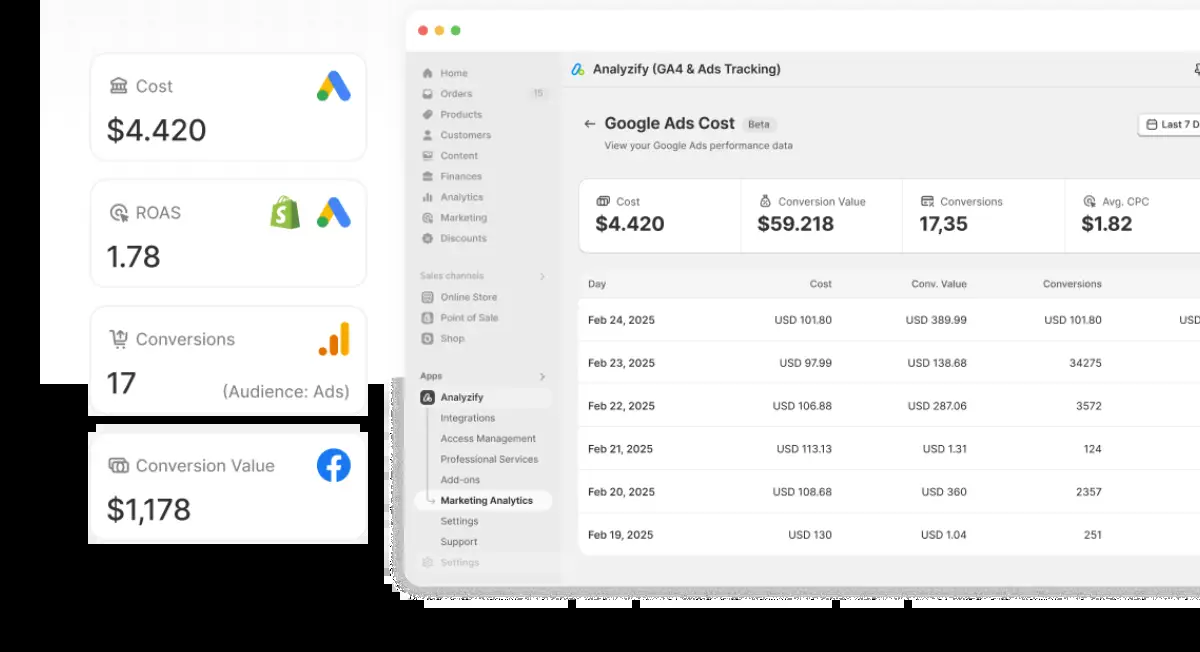 Cost
$4.420
ROAS
1.78
Conversions
17
(Audience: Ads)
Conversion Value
$1,178
Home
Orders 15
Products
Customers
Content
Finances
Analytics
Marketing
Discounts
Sales channels
Online Store
Point of Sale
Shop
Apps
Analyzify
Integrations
Access Management
Professional Services
Add-ons
Marketing Analytics
Settings
Support
Settings
Analyzify (GA4 & Ads Tracking)
Google Ads Cost Beta
Last 7 D
View your Google Ads performance data
Cost Conversion Value Conversions Avg. CPC
$4.420 $59.218 17,35 $1.82
Day Cost Conv. Value Conversions
Feb 24, 2025 USD 101.80 USD 389.99 USD 101.80 USD
Feb 23, 2025 USD 97.99 USD 138.68 34275
Feb 22, 2025 USD 106.88 USD 287.06 3572
Feb 21, 2025 USD 113.13 USD 1.31 124
Feb 20, 2025 USD 108.68 USD 360 2357
Feb 19, 2025 USD 130 USD 1.04 251